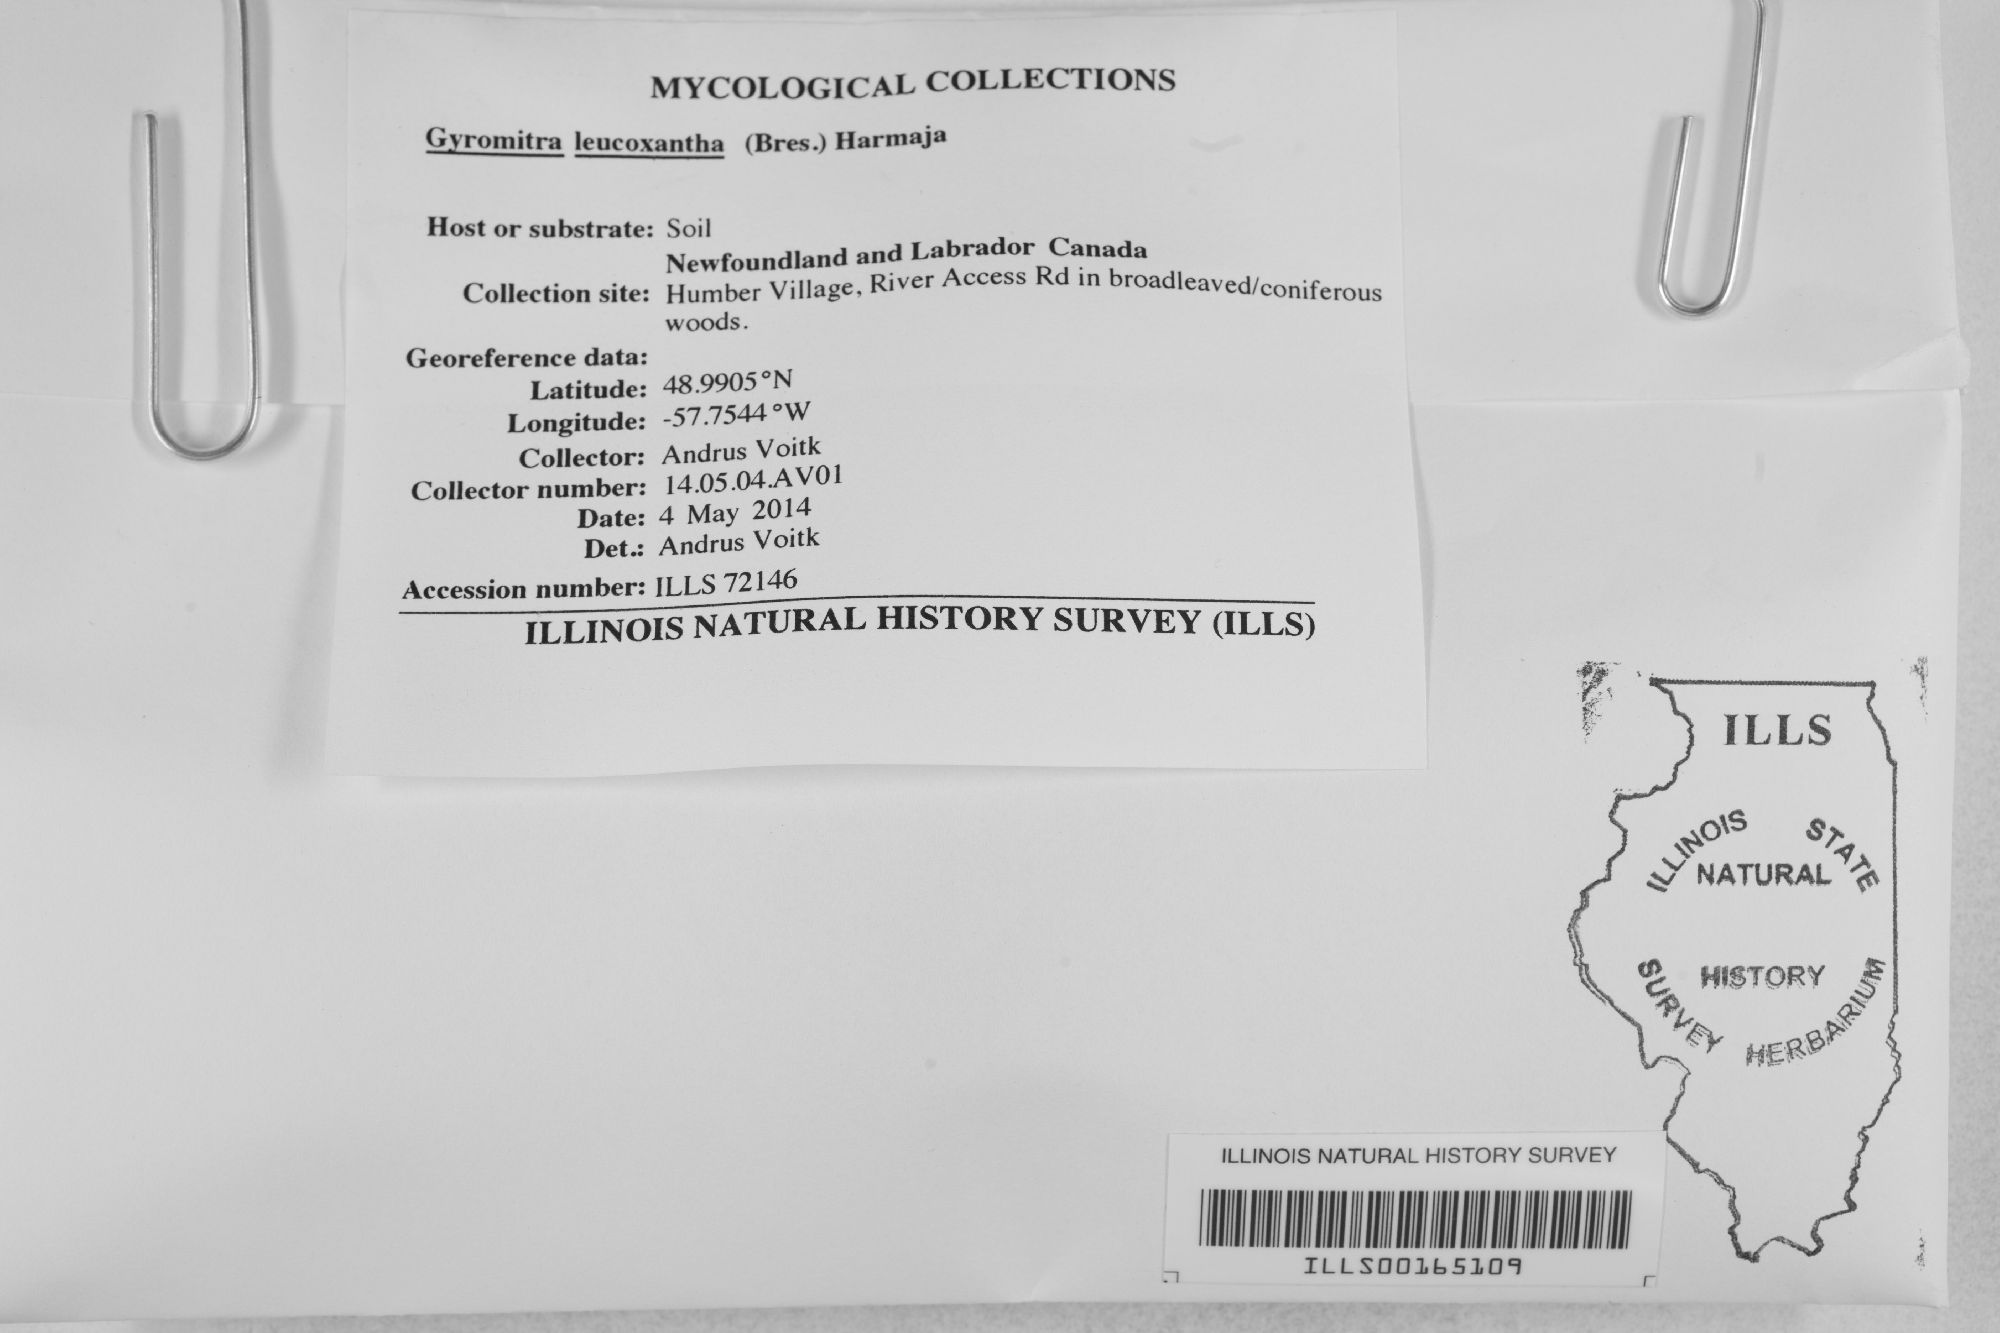 MYCOLOGICAL COLLECTIONS
Gyromitra leucoxantha (Bres.) Harmaja
Host or substrate: Soil
Newfoundland and Labrador Canada
Collection site: Humber Village, River Access Rd in broadleaved/coniferous
woods.
Georeference data:
Latitude: 48.9905°N
Longitude: -57.7544°W
Collector: Andrus Voitk
Collector number: 14.05.04.AV01
Date: 4 May 2014
Det.: Andrus Voitk
Accession number: ILLS 72146
ILLINOIS NATURAL HISTORY SURVEY (ILLS)
ILLS
ILLINOIS STATE
NATURAL
HISTORY
SURVEY HERBARIUM
ILLINOIS NATURAL HISTORY SURVEY
ILLS00165109